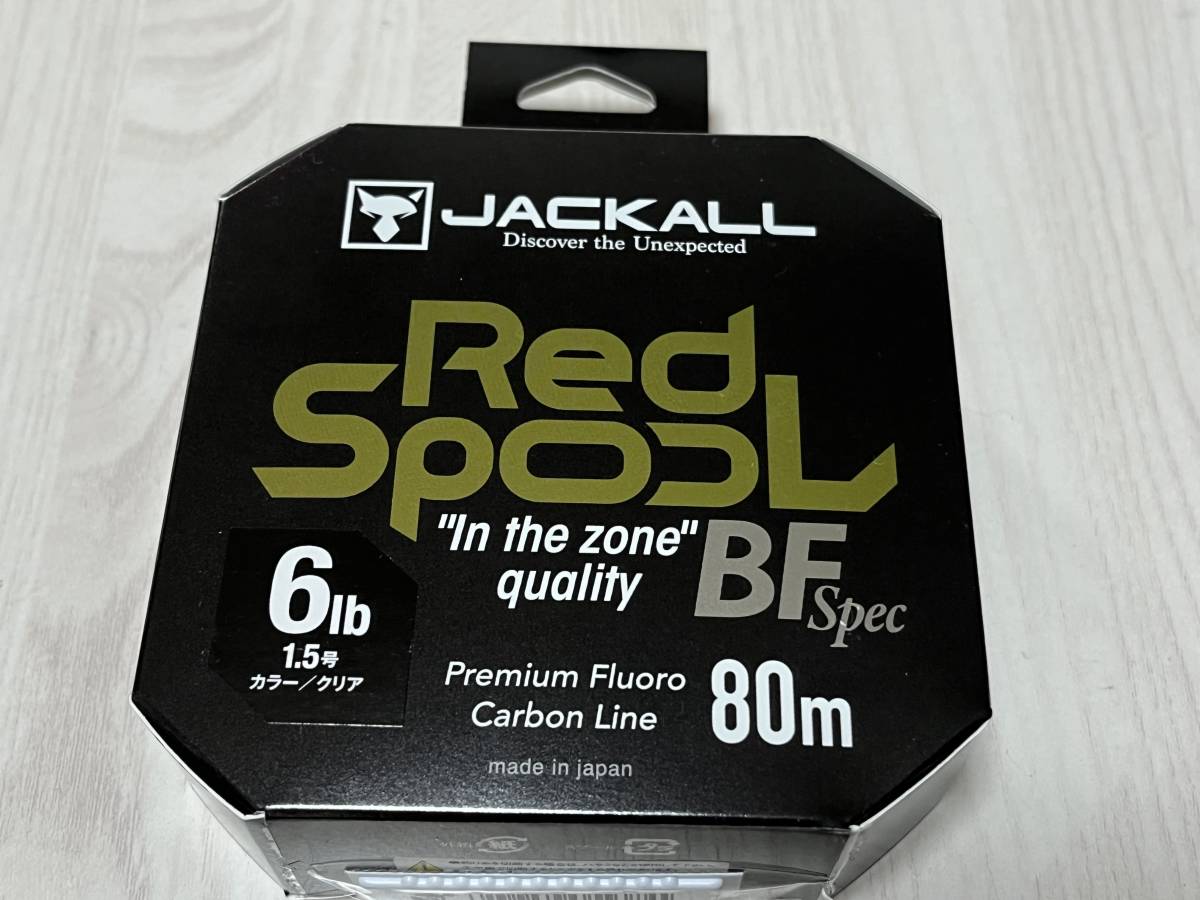 JACKALL
Discover the Unexpected
Red
Spool
"In the zone"
quality
BF Spec
6lb
1.5号
カラー/クリア
Premium Fluoro
Carbon Line
80m
made in japan
紙